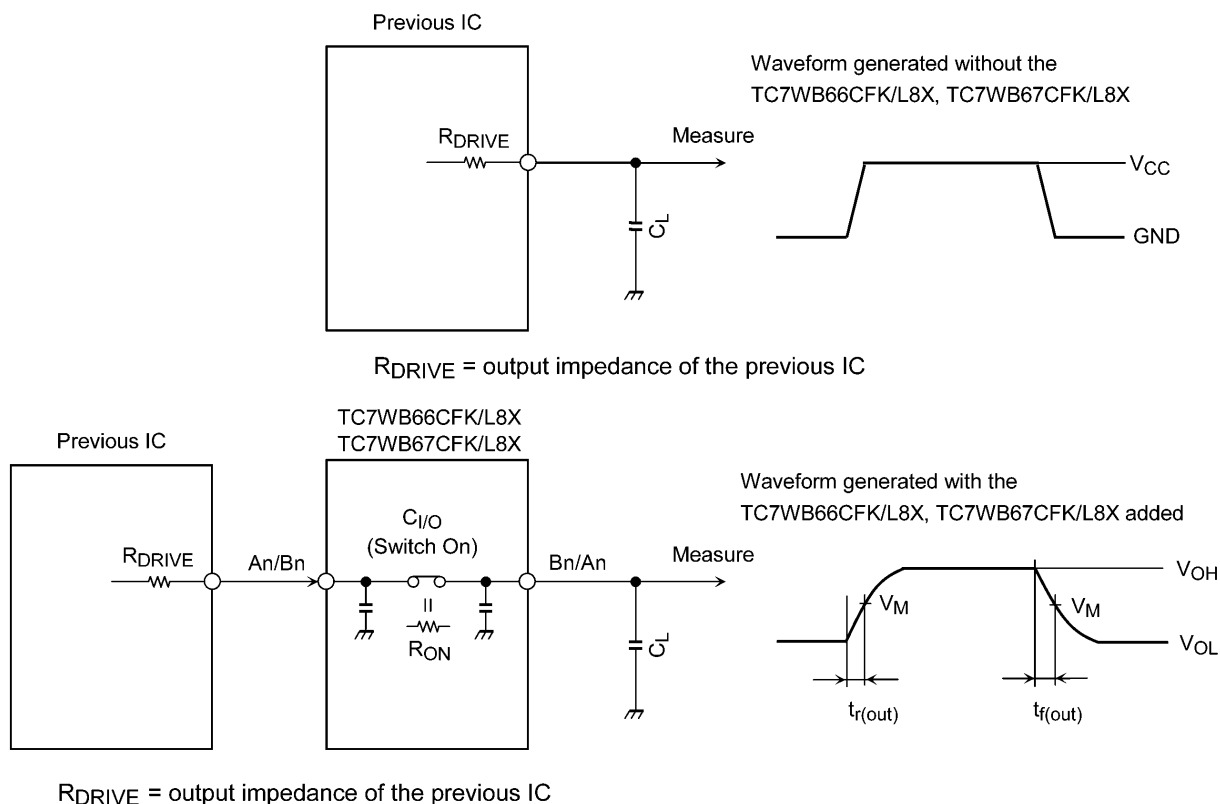 Previous IC
Waveform generated without the
TC7WB66CFK/L8X, TC7WB67CFK/L8X
RDRIVE
Measure
CL
VCC
GND
RDRIVE = output impedance of the previous IC
TC7WB66CFK/L8X
TC7WB67CFK/L8X
Previous IC
Waveform generated with the
TC7WB66CFK/L8X, TC7WB67CFK/L8X added
CI/O
(Switch On)
RDRIVE
An/Bn
Bn/An
Measure
RON
CL
VOH
VM
VM
VOL
tr(out)
tf(out)
RDRIVE = output impedance of the previous IC